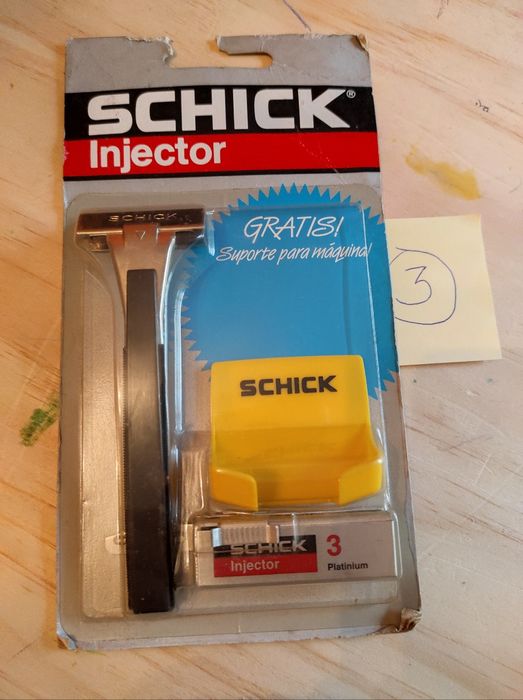 SCHICK®
Injector
SCHICK
GRATIS!
Suporte para máquina!
3
SCHICK
SCHICK 3
Injector Platinium